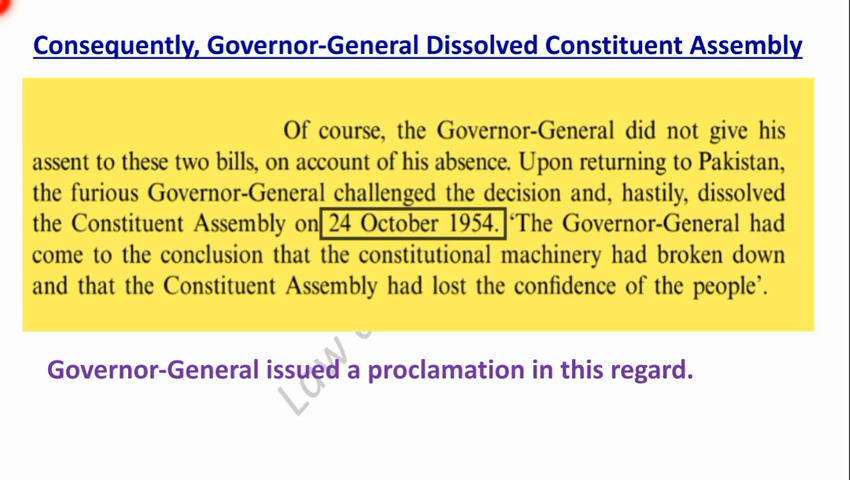 Consequently, Governor-General Dissolved Constituent Assembly
Of course, the Governor-General did not give his
assent to these two bills, on account of his absence. Upon returning to Pakistan,
the furious Governor-General challenged the decision and, hastily, dissolved
the Constituent Assembly on 24 October 1954. ‘The Governor-General had
come to the conclusion that the constitutional machinery had broken down
and that the Constituent Assembly had lost the confidence of the people’.
Law
Governor-General issued a proclamation in this regard.